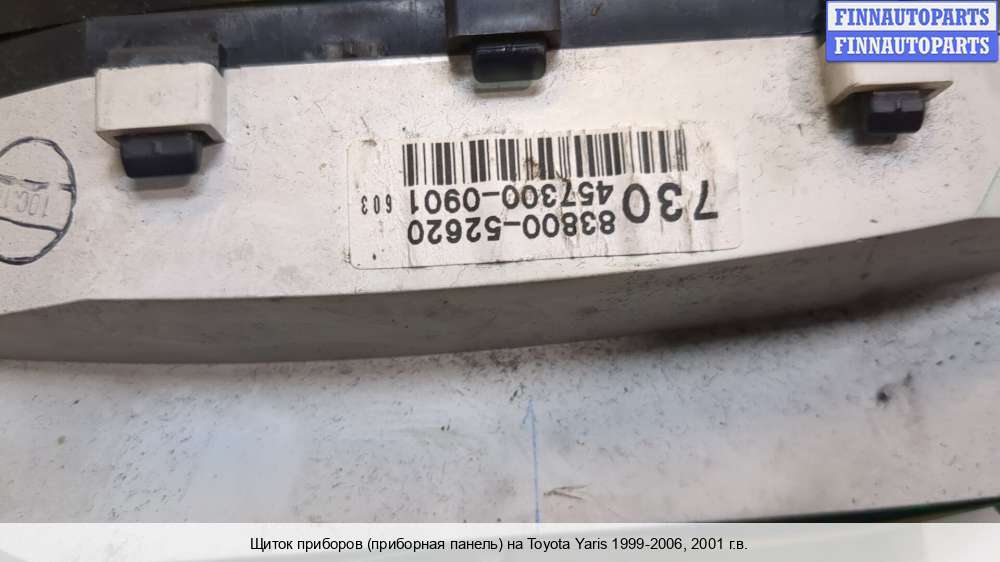 FINNAUTOPARTS
FINNAUTOPARTS
730
83800-52620
457300-0901
603
Щиток приборов (приборная панель) на Toyota Yaris 1999-2006, 2001 г.в.